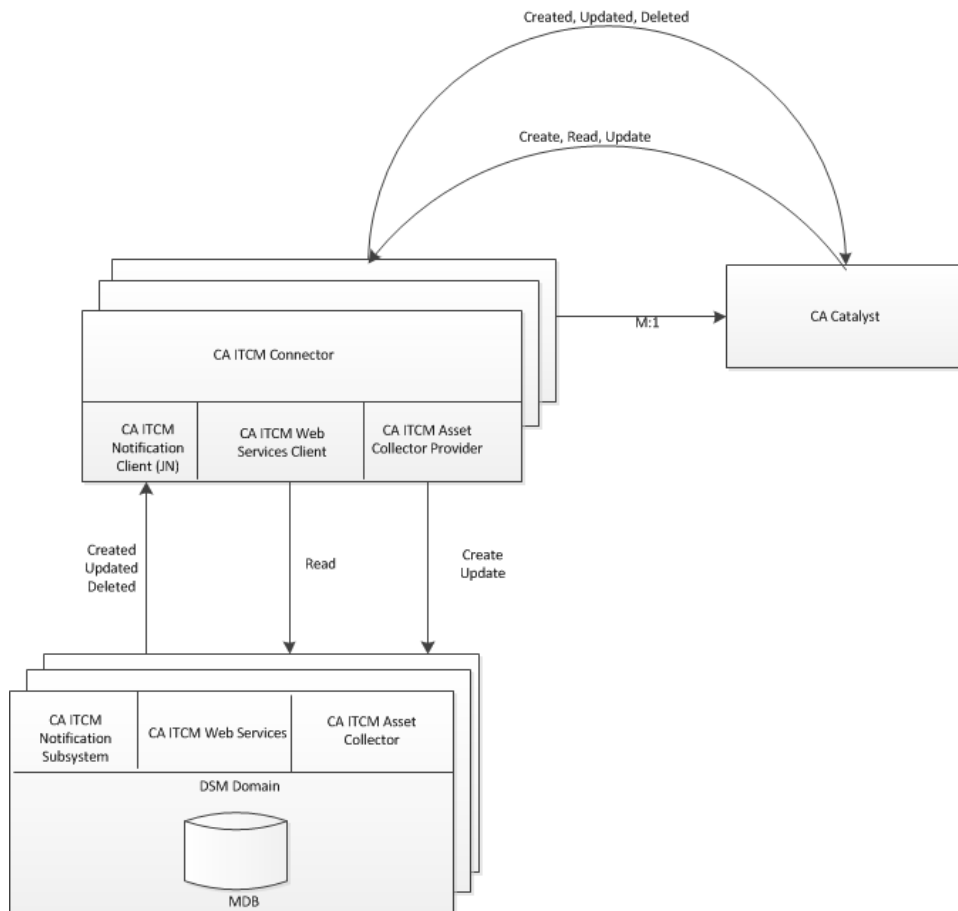 Created, Updated, Deleted
Create, Read, Update
CA Catalyst
M:1
CA ITCM Connector
CA ITCM
Notification
Client (JN)
CA ITCM Web
Services Client
CA ITCM Asset
Collector Provider
Created
Updated
Deleted
Read
Create
Update
CA ITCM
Notification
Subsystem
CA ITCM Web Services
CA ITCM Asset
Collector
DSM Domain
MDB